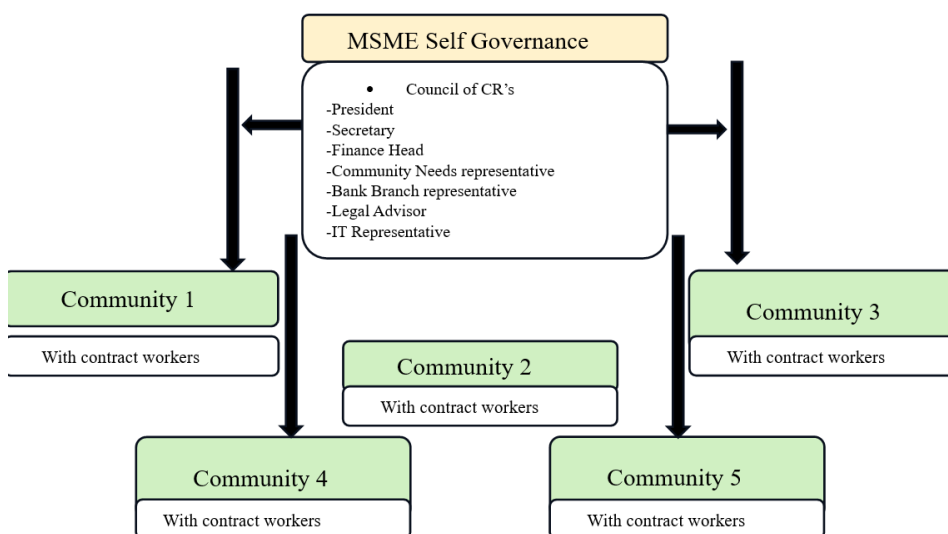 MSME Self Governance
• Council of CR's
-President
-Secretary
-Finance Head
-Community Needs representative
-Bank Branch representative
-Legal Advisor
-IT Representative
Community 1
With contract workers
Community 3
With contract workers
Community 2
With contract workers
Community 4
With contract workers
Community 5
With contract workers